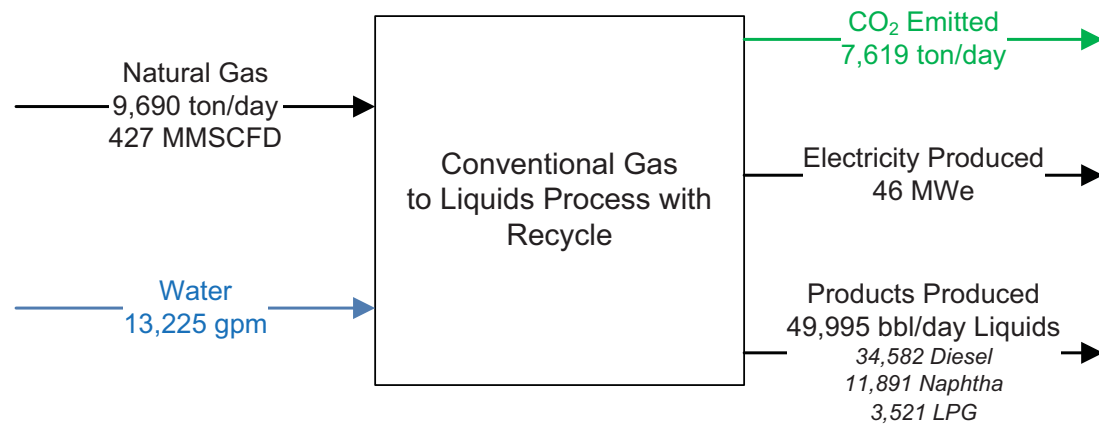 Natural Gas
9,690 ton/day
427 MMSCFD
Water
13,225 gpm
Conventional Gas
to Liquids Process with
Recycle
CO₂ Emitted
7,619 ton/day
Electricity Produced
46 MWe
Products Produced
49,995 bbl/day Liquids
34,582 Diesel
11,891 Naphtha
3,521 LPG